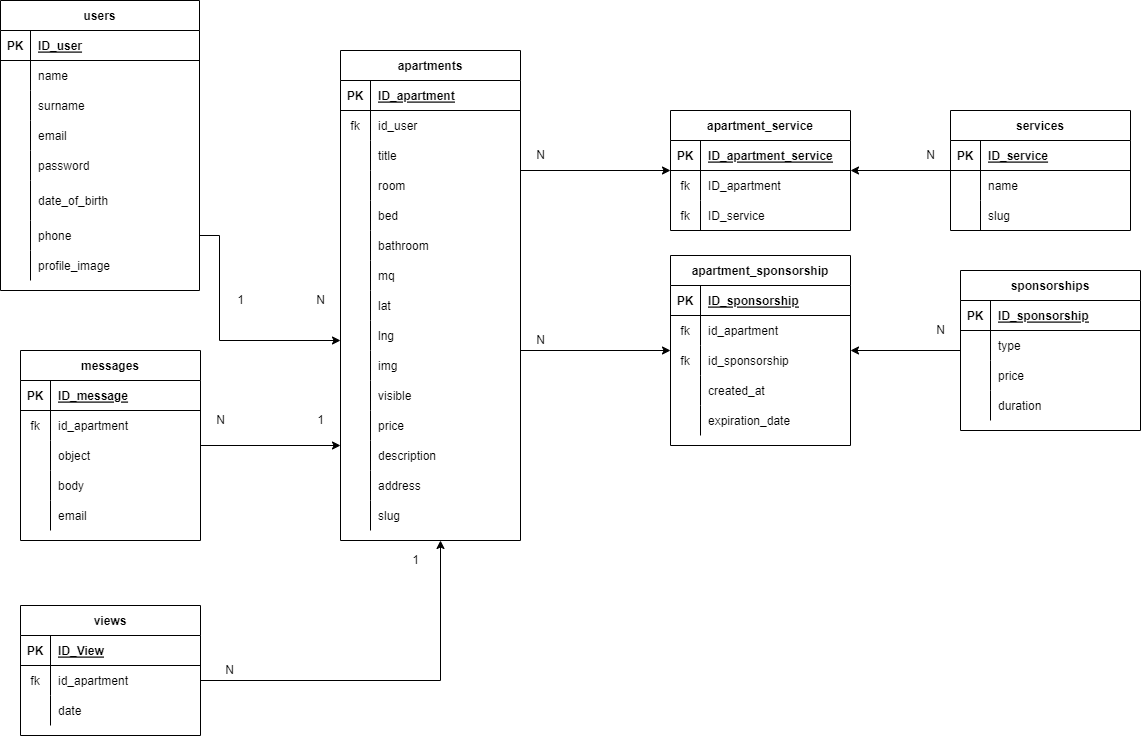 users
PK ID_user
name
surname
email
password
date_of_birth
phone
profile_image
1 N
messages
PK ID_message
fk id_apartment
object
body
email
N 1
views
PK ID_View
fk id_apartment
date
N
1
apartments
PK ID_apartment
fk id_user
title
room
bed
bathroom
mq
lat
lng
img
visible
price
description
address
slug
N
N
apartment_service
PK ID_apartment_service
fk ID_apartment
fk ID_service
N
services
PK ID_service
name
slug
apartment_sponsorship
PK ID_sponsorship
fk id_apartment
fk id_sponsorship
created_at
expiration_date
N
sponsorships
PK ID_sponsorship
type
price
duration